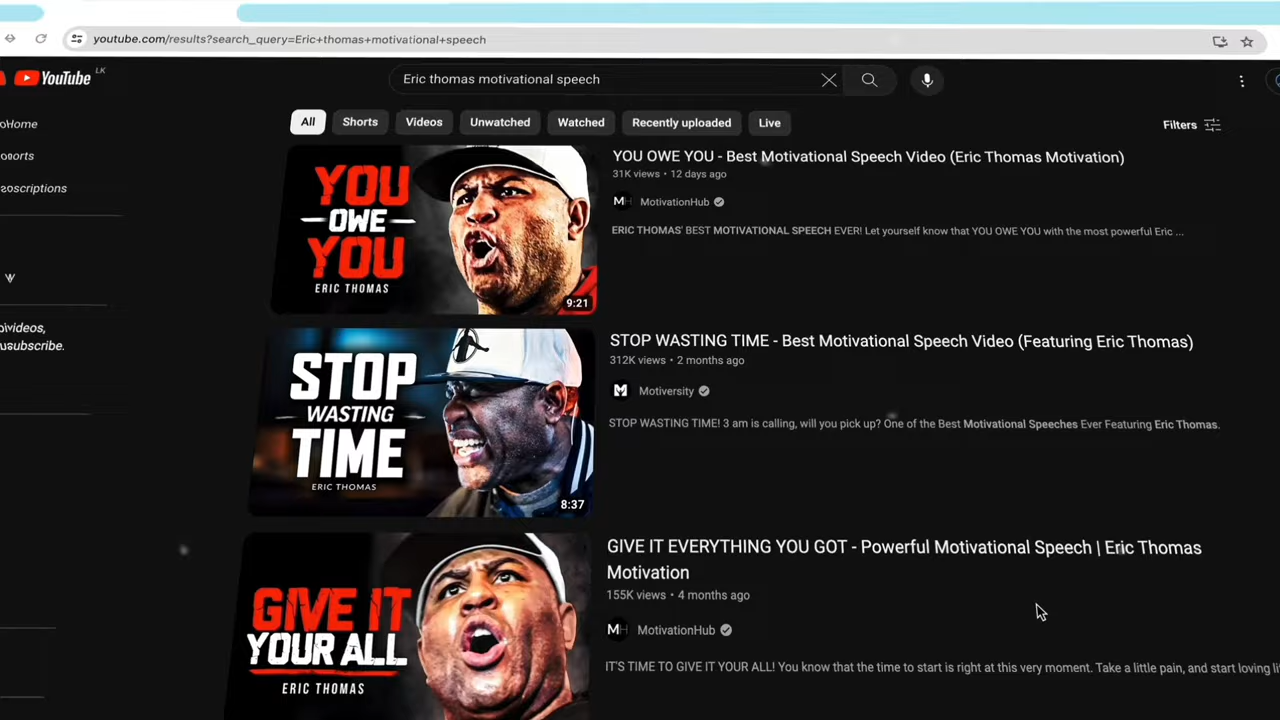 youtube.com/results?search_query=Eric+thomas+motivational+speech
YouTube LK
Eric thomas motivational speech
Home
All Shorts Videos Unwatched Watched Recently uploaded Live
Filters
YOU
OWE
YOU
ERIC THOMAS
9:21
YOU OWE YOU - Best Motivational Speech Video (Eric Thomas Motivation)
31K views • 12 days ago
MH MotivationHub
ERIC THOMAS' BEST MOTIVATIONAL SPEECH EVER! Let yourself know that YOU OWE YOU with the most powerful Eric ...
videos,
subscribe.
STOP
WASTING
TIME
ERIC THOMAS
8:37
STOP WASTING TIME - Best Motivational Speech Video (Featuring Eric Thomas)
312K views • 2 months ago
Motiversity
STOP WASTING TIME! 3 am is calling, will you pick up? One of the Best Motivational Speeches Ever Featuring Eric Thomas.
GIVE IT
YOUR ALL
ERIC THOMAS
GIVE IT EVERYTHING YOU GOT - Powerful Motivational Speech | Eric Thomas
Motivation
155K views • 4 months ago
MH MotivationHub
IT'S TIME TO GIVE IT YOUR ALL! You know that the time to start is right at this very moment. Take a little pain, and start loving